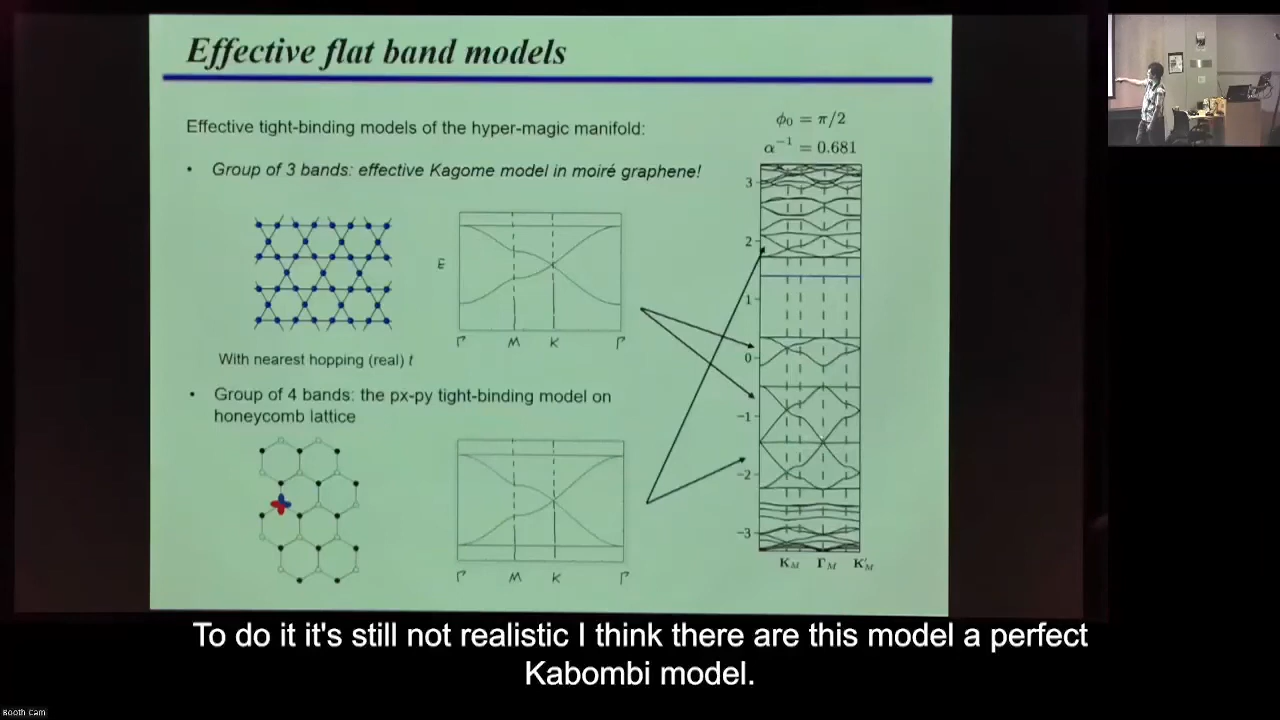 Effective flat band models
Effective tight-binding models of the hyper-magic manifold:
• Group of 3 bands: effective Kagome model in moiré graphene!
E
Γ M K Γ
With nearest hopping (real) t
• Group of 4 bands: the px-py tight-binding model on
honeycomb lattice
Γ M K Γ
ϕ₀ = π/2
α⁻¹ = 0.681
3
2
1
0
−1
−2
−3
K_M Γ_M K′_M
To do it it's still not realistic I think there are this model a perfect
Kabombi model.
Booth Cam